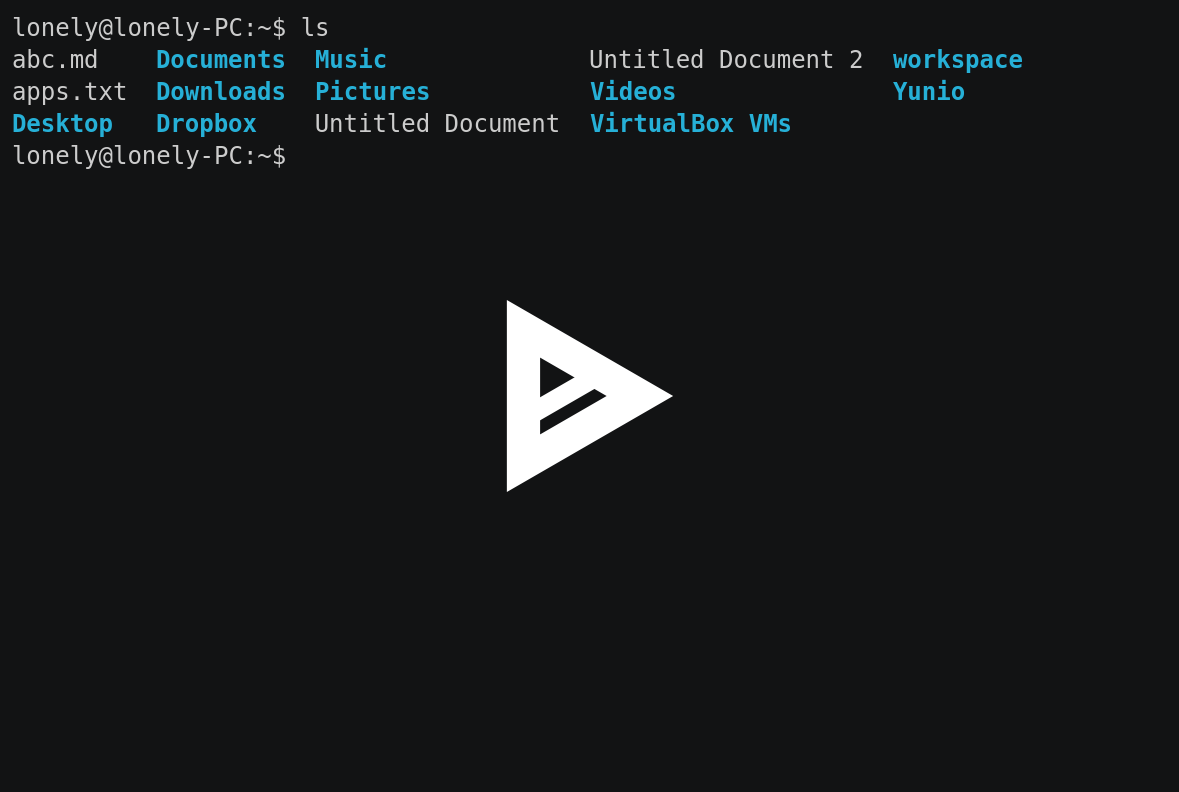 lonely@lonely-PC:~$ ls
abc.md    Documents  Music              Untitled Document 2  workspace
apps.txt  Downloads  Pictures           Videos               Yunio
Desktop   Dropbox    Untitled Document  VirtualBox VMs
lonely@lonely-PC:~$